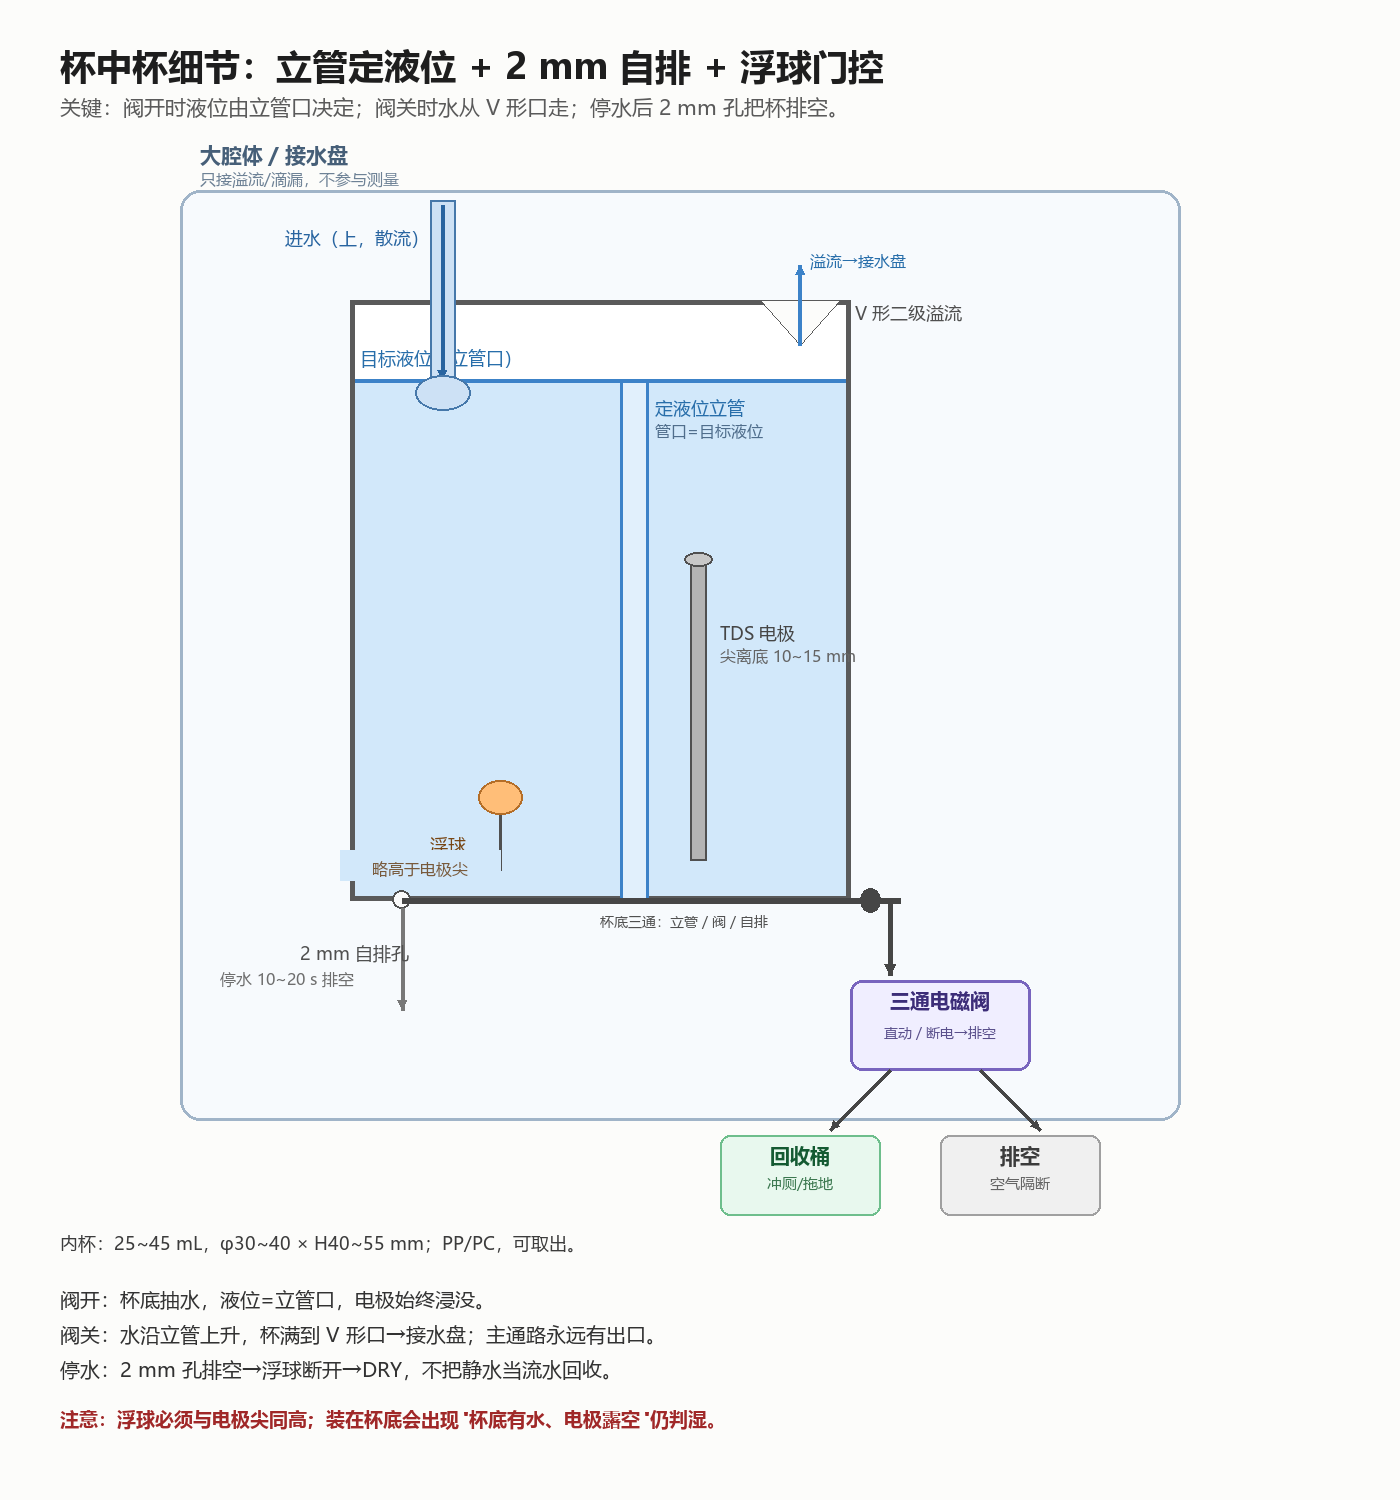 杯中杯细节：立管定液位 + 2 mm 自排 + 浮球门控
关键：阀开时液位由立管口决定；阀关时水从 V 形口走；停水后 2 mm 孔把杯排空。
大腔体 / 接水盘
只接溢流/滴漏，不参与测量
进水（上，散流）
溢流→接水盘
V 形二级溢流
目标液位 立管口）
定液位立管
管口=目标液位
TDS 电极
尖离底 10~15 mm
浮球
略高于电极尖
杯底三通：立管 / 阀 / 自排
2 mm 自排孔
停水 10~20 s 排空
三通电磁阀
直动 / 断电→排空
回收桶
冲厕/拖地
排空
空气隔断
内杯：25~45 mL，φ30~40 × H40~55 mm；PP/PC，可取出。
阀开：杯底抽水，液位=立管口，电极始终浸没。
阀关：水沿立管上升，杯满到 V 形口→接水盘；主通路永远有出口。
停水：2 mm 孔排空→浮球断开→DRY，不把静水当流水回收。
注意：浮球必须与电极尖同高；装在杯底会出现 "杯底有水、电极露空 "仍判湿。